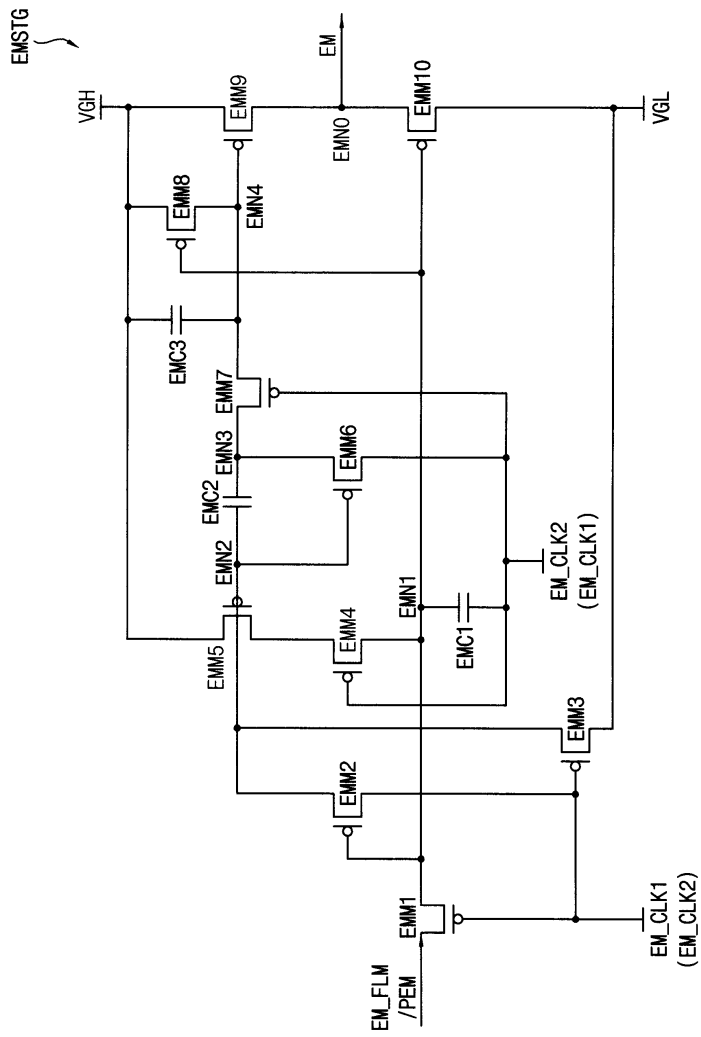 EMSTG
VGH
EMM9
EM
EMN0
EMM10
VGL
EMM8
EMN4
EMC3
EMM7
EMN3
EMM6
EMC2
EMN2
EMN1
EM_CLK2
(EM_CLK1)
EMM5
EMM4
EMC1
EMM3
EMM2
EMM1
EM_FLM
/PEM
EM_CLK1
(EM_CLK2)